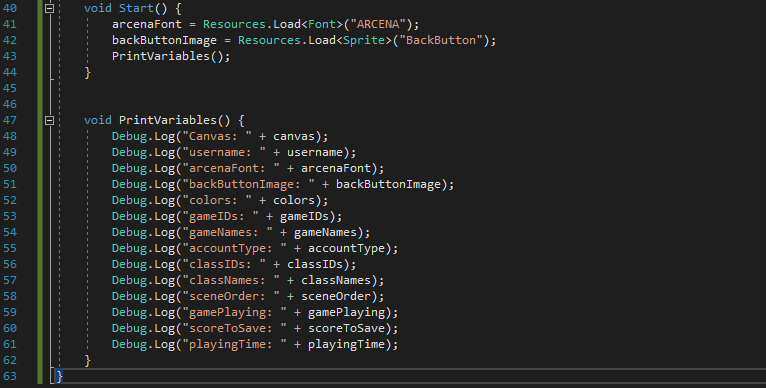 40 void Start() {
41 arcenaFont = Resources.Load<Font>("ARCENA");
42 backButtonImage = Resources.Load<Sprite>("BackButton");
43 PrintVariables();
44 }
45
46
47 void PrintVariables() {
48 Debug.Log("Canvas: " + canvas);
49 Debug.Log("username: " + username);
50 Debug.Log("arcenaFont: " + arcenaFont);
51 Debug.Log("backButtonImage: " + backButtonImage);
52 Debug.Log("colors: " + colors);
53 Debug.Log("gameIDs: " + gameIDs);
54 Debug.Log("gameNames: " + gameNames);
55 Debug.Log("accountType: " + accountType);
56 Debug.Log("classIDs: " + classIDs);
57 Debug.Log("classNames: " + classNames);
58 Debug.Log("sceneOrder: " + sceneOrder);
59 Debug.Log("gamePlaying: " + gamePlaying);
60 Debug.Log("scoreToSave: " + scoreToSave);
61 Debug.Log("playingTime: " + playingTime);
62 }
63 }